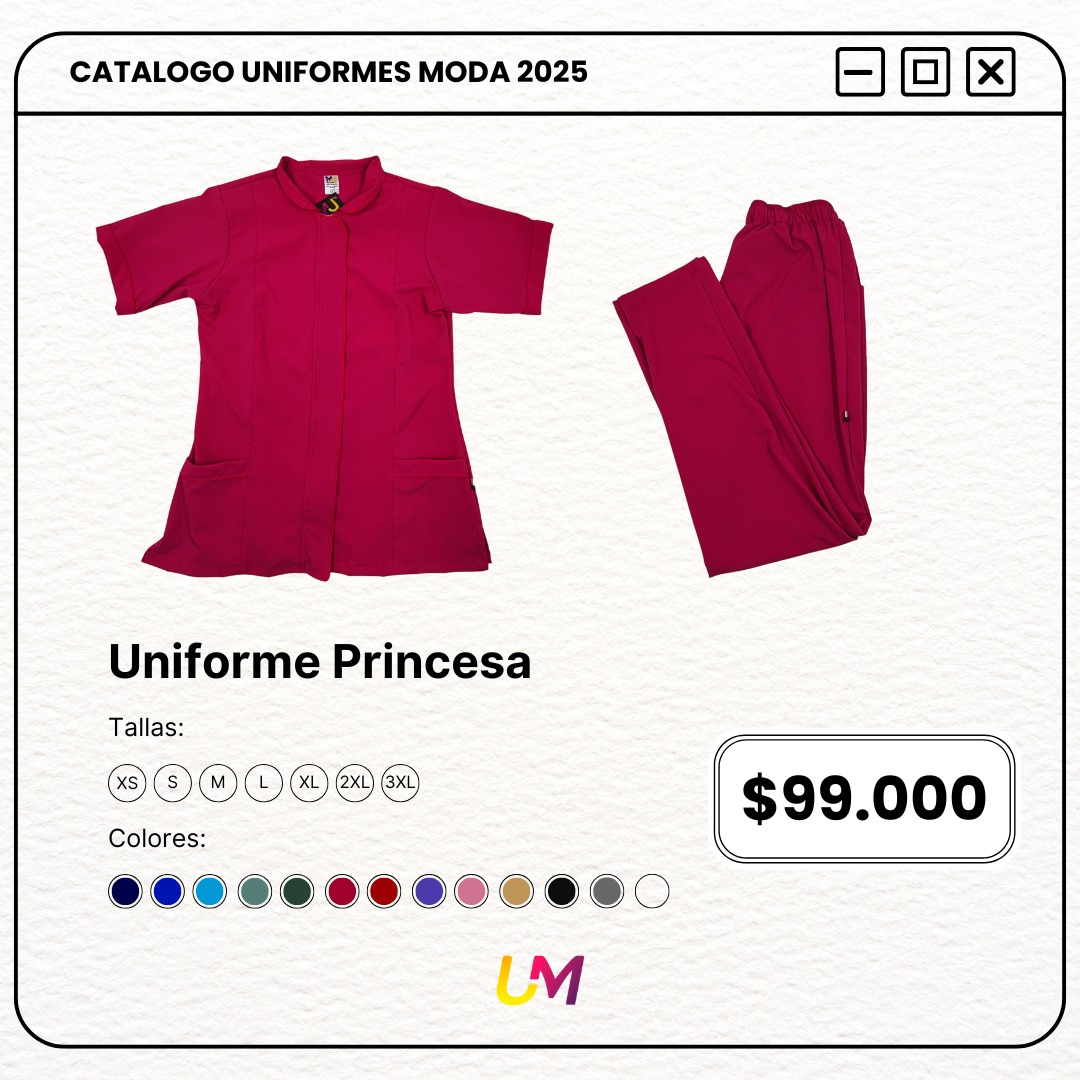 CATALOGO UNIFORMES MODA 2025
Uniforme Princesa
Tallas:
XS S M L XL 2XL 3XL
$99.000
Colores:
UM